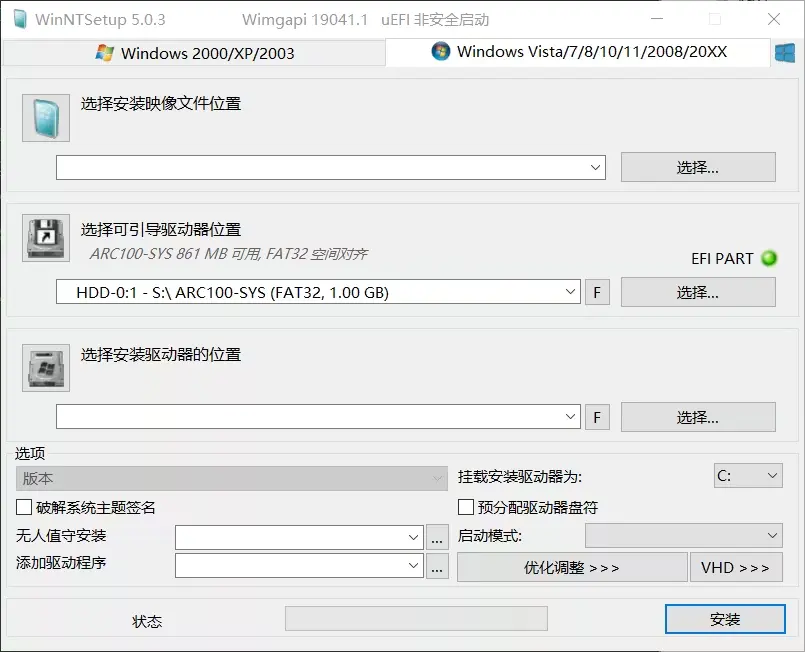 WinNTSetup 5.0.3 Wimgapi 19041.1 uEFI 非安全启动
Windows 2000/XP/2003 Windows Vista/7/8/10/11/2008/20XX
选择安装映像文件位置
选择...
选择可引导驱动器位置
ARC100-SYS 861 MB 可用, FAT32 空间对齐
EFI PART
HDD-0:1 - S:\ ARC100-SYS (FAT32, 1.00 GB) F 选择...
选择安装驱动器的位置
F 选择...
选项
版本 挂载安装驱动器为: C:
破解系统主题签名 预分配驱动器盘符
无人值守安装 ... 启动模式:
添加驱动程序 ... 优化调整 >>> VHD >>>
状态 安装